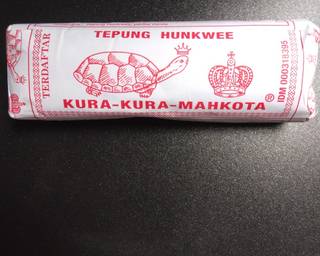 TEPUNG HUNKWEE
TERDAFTAR
KURA-KURA-MAHKOTA ®
IDM 000318395